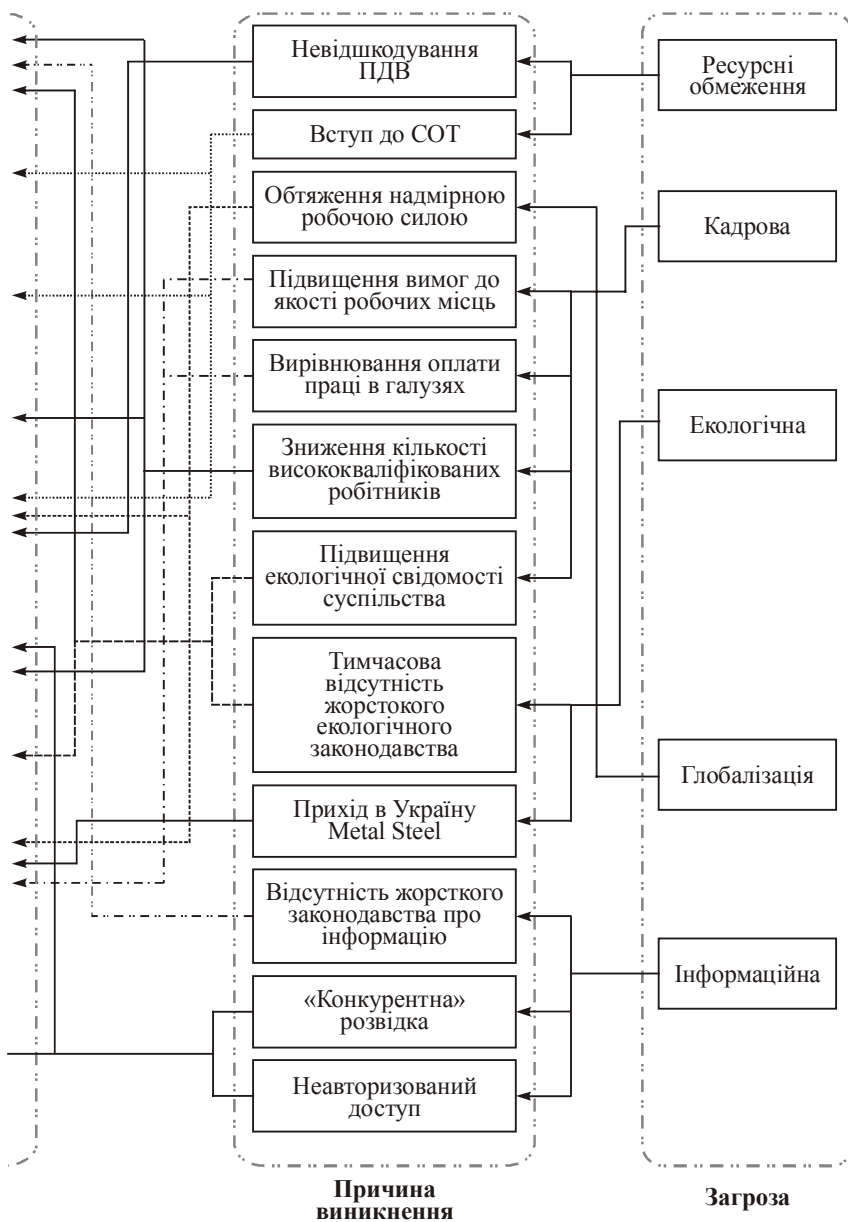 Невідшкодування
ПДВ
Вступ до СОТ
Обтяження надмірною
робочою силою
Підвищення вимог до
якості робочих місць
Вирівнювання оплати
праці в галузях
Зниження кількості
висококваліфікованих
робітників
Підвищення
екологічної свідомості
суспільства
Тимчасова
відсутність
жорстокого
екологічного
законодавства
Прихід в Україну
Metal Steel
Відсутність жорсткого
законодавства про
інформацію
«Конкурентна»
розвідка
Неавторизований
доступ
Причина
виникнення
Ресурсні
обмеження
Кадрова
Екологічна
Глобалізація
Інформаційна
Загроза